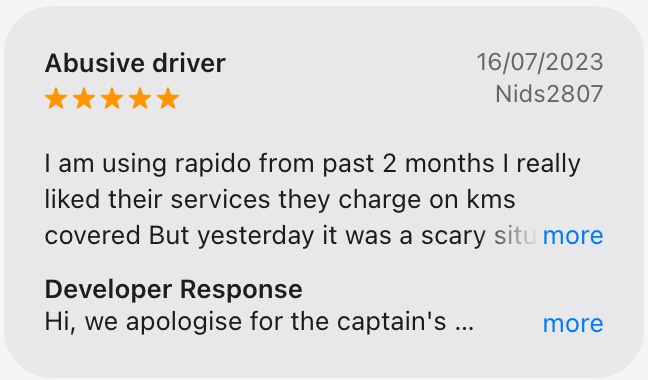 Abusive driver
16/07/2023
Nids2807
I am using rapido from past 2 months I really
liked their services they charge on kms
covered But yesterday it was a scary situ more
Developer Response
Hi, we apologise for the captain's ... more